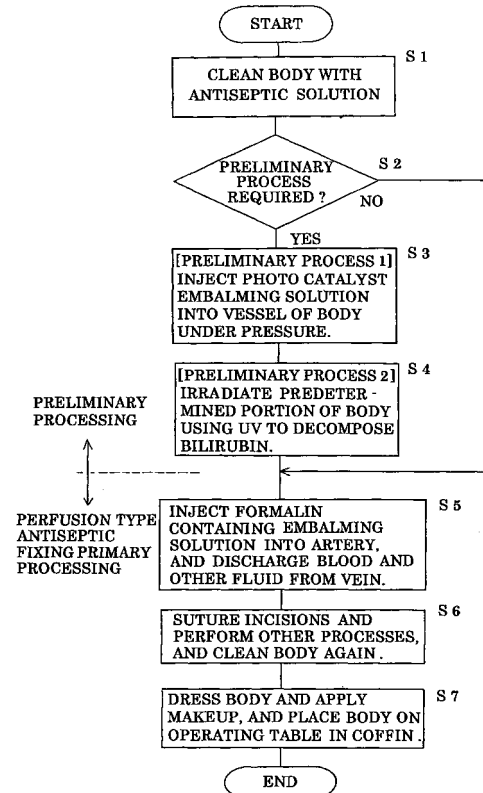 START
S 1
CLEAN BODY WITH
ANTISEPTIC SOLUTION
S 2
PRELIMINARY
PROCESS
REQUIRED ?
NO
YES
S 3
[PRELIMINARY PROCESS 1]
INJECT PHOTO CATALYST
EMBALMING SOLUTION
INTO VESSEL OF BODY
UNDER PRESSURE.
S 4
[PRELIMINARY PROCESS 2]
IRRADIATE PREDETER -
MINED PORTION OF BODY
USING UV TO DECOMPOSE
BILIRUBIN.
PRELIMINARY
PROCESSING
PERFUSION TYPE
ANTISEPTIC
FIXING PRIMARY
PROCESSING
S 5
INJECT FORMALIN
CONTAINING EMBALMING
SOLUTION INTO ARTERY,
AND DISCHARGE BLOOD AND
OTHER FLUID FROM VEIN.
S 6
SUTURE INCISIONS AND
PERFORM OTHER PROCESSES,
AND CLEAN BODY AGAIN .
S 7
DRESS BODY AND APPLY
MAKEUP, AND PLACE BODY ON
OPERATING TABLE IN COFFIN .
END